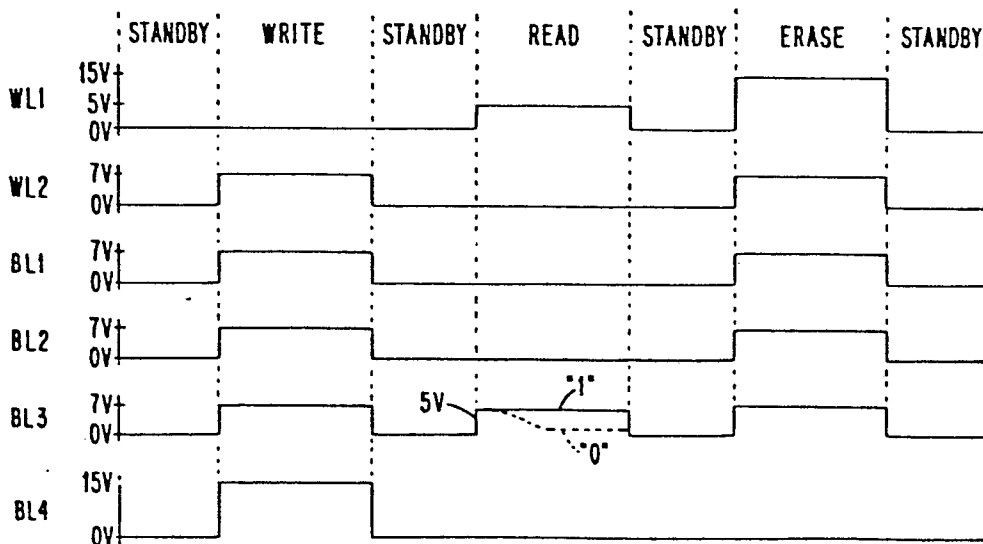 STANDBY WRITE STANDBY READ STANDBY ERASE STANDBY
WL1 15V 5V 0V
WL2 7V 0V
BL1 7V 0V
BL2 7V 0V
BL3 7V 0V 5V "1" "0"
BL4 15V 0V